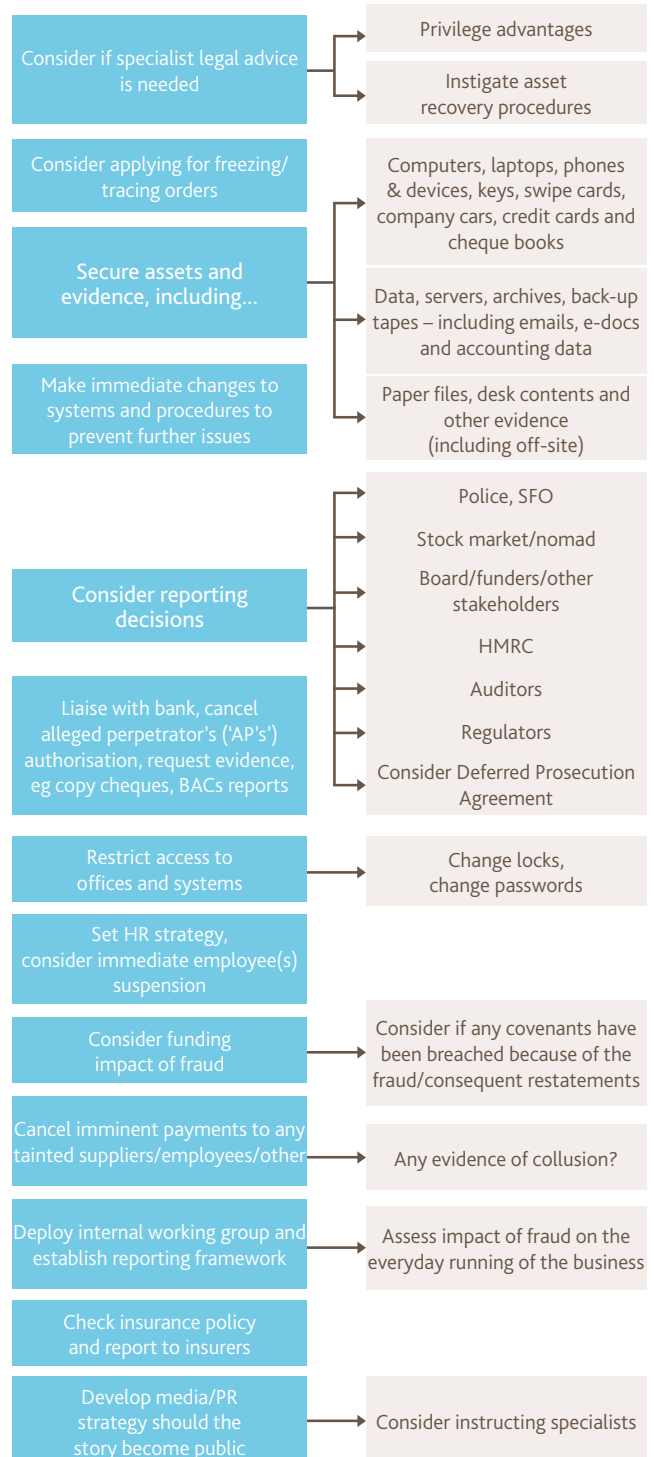 Consider if specialist legal advice
is needed
Privilege advantages
Instigate asset
recovery procedures
Consider applying for freezing/
tracing orders
Secure assets and
evidence, including...
Computers, laptops, phones
& devices, keys, swipe cards,
company cars, credit cards and
cheque books
Data, servers, archives, back-up
tapes – including emails, e-docs
and accounting data
Paper files, desk contents and
other evidence
(including off-site)
Make immediate changes to
systems and procedures to
prevent further issues
Consider reporting
decisions
Police, SFO
Stock market/nomad
Board/funders/other
stakeholders
HMRC
Auditors
Regulators
Consider Deferred Prosecution
Agreement
Liaise with bank, cancel
alleged perpetrator's ('AP's')
authorisation, request evidence,
eg copy cheques, BACs reports
Restrict access to
offices and systems
Change locks,
change passwords
Set HR strategy,
consider immediate employee(s)
suspension
Consider funding
impact of fraud
Consider if any covenants have
been breached because of the
fraud/consequent restatements
Cancel imminent payments to any
tainted suppliers/employees/other
Any evidence of collusion?
Deploy internal working group and
establish reporting framework
Assess impact of fraud on the
everyday running of the business
Check insurance policy
and report to insurers
Develop media/PR
strategy should the
story become public
Consider instructing specialists